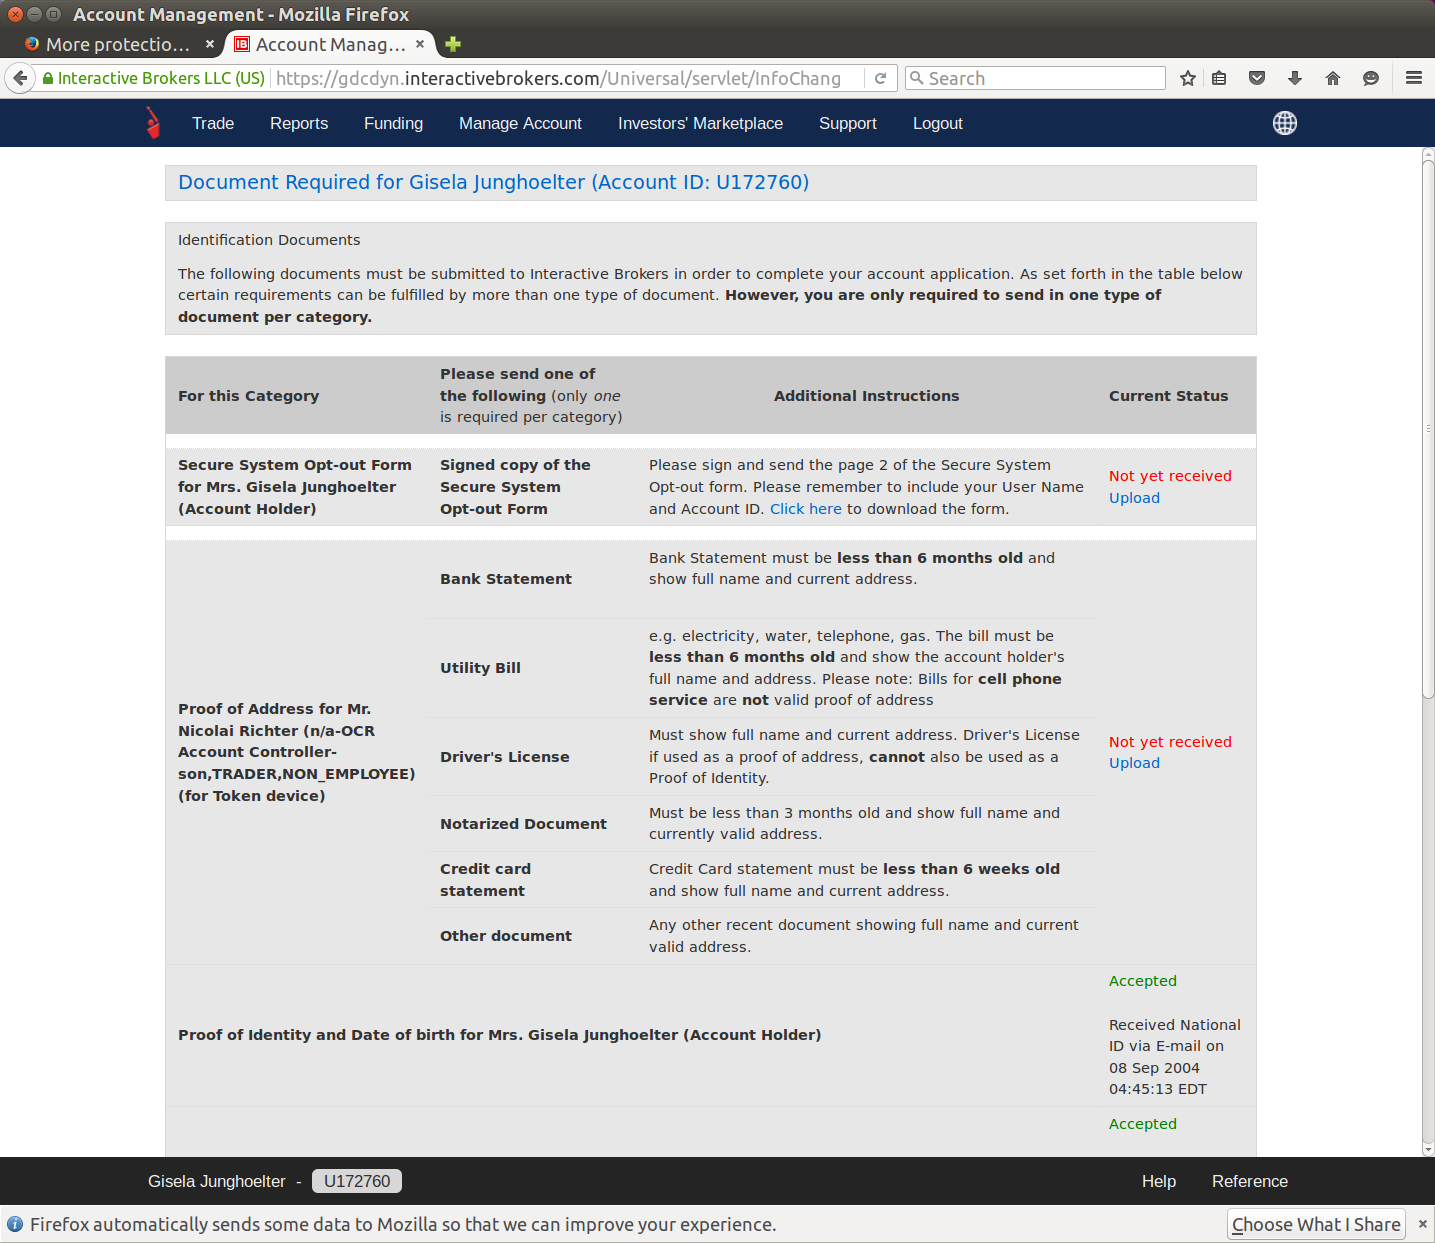 Account Management - Mozilla Firefox
More protectio...
Account Manag...
Interactive Brokers LLC (US)
https://gdcdyn.interactivebrokers.com/Universal/servlet/InfoChang
Search
Trade
Reports
Funding
Manage Account
Investors' Marketplace
Support
Logout
Document Required for Gisela Junghoelter (Account ID: U172760)
Identification Documents
The following documents must be submitted to Interactive Brokers in order to complete your account application. As set forth in the table below
certain requirements can be fulfilled by more than one type of document. However, you are only required to send in one type of
document per category.
For this Category
Please send one of
the following (only one
is required per category)
Additional Instructions
Current Status
Secure System Opt-out Form
for Mrs. Gisela Junghoelter
(Account Holder)
Signed copy of the
Secure System
Opt-out Form
Please sign and send the page 2 of the Secure System
Opt-out form. Please remember to include your User Name
and Account ID. Click here to download the form.
Not yet received
Upload
Proof of Address for Mr.
Nicolai Richter (n/a-OCR
Account Controller-
son,TRADER,NON_EMPLOYEE)
(for Token device)
Bank Statement
Bank Statement must be less than 6 months old and
show full name and current address.
Utility Bill
e.g. electricity, water, telephone, gas. The bill must be
less than 6 months old and show the account holder's
full name and address. Please note: Bills for cell phone
service are not valid proof of address
Driver's License
Must show full name and current address. Driver's License
if used as a proof of address, cannot also be used as a
Proof of Identity.
Notarized Document
Must be less than 3 months old and show full name and
currently valid address.
Credit card
statement
Credit Card statement must be less than 6 weeks old
and show full name and current address.
Other document
Any other recent document showing full name and current
valid address.
Not yet received
Upload
Proof of Identity and Date of birth for Mrs. Gisela Junghoelter (Account Holder)
Accepted
Received National
ID via E-mail on
08 Sep 2004
04:45:13 EDT
Accepted
Gisela Junghoelter - U172760
Help
Reference
Firefox automatically sends some data to Mozilla so that we can improve your experience.
Choose What I Share